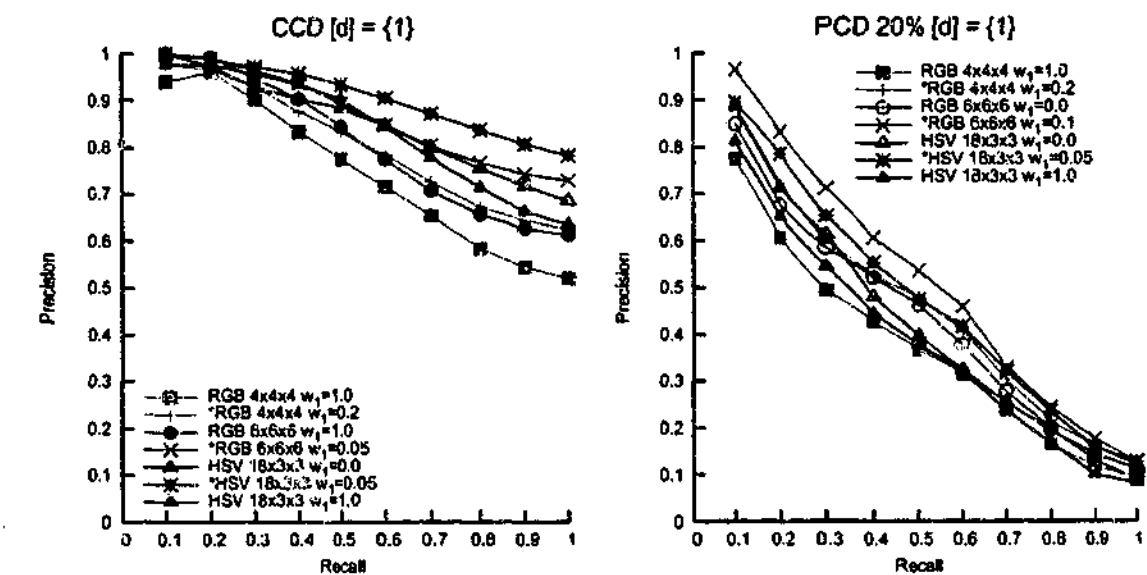 CCD [d] = {1}
Precision
1
0.9
0.8
0.7
0.6
0.5
0.4
0.3
0.2
0.1
0
RGB 4x4x4 w1=1.0
*RGB 4x4x4 w1=0.2
RGB 6x6x6 w1=1.0
*RGB 6x6x6 w1=0.05
HSV 18x3x3 w1=0.0
*HSV 18x3x3 w1=0.05
HSV 18x3x3 w1=1.0
0 0.1 0.2 0.3 0.4 0.5 0.6 0.7 0.8 0.9 1
Recall
PCD 20% [d] = {1}
Precision
1
0.9
0.8
0.7
0.6
0.5
0.4
0.3
0.2
0.1
0
RGB 4x4x4 w1=1.0
*RGB 4x4x4 w1=0.2
RGB 6x6x6 w1=0.0
*RGB 6x6x6 w1=0.1
HSV 18x3x3 w1=0.0
*HSV 18x3x3 w1=0.05
HSV 18x3x3 w1=1.0
0 0.1 0.2 0.3 0.4 0.5 0.6 0.7 0.8 0.9 1
Recall